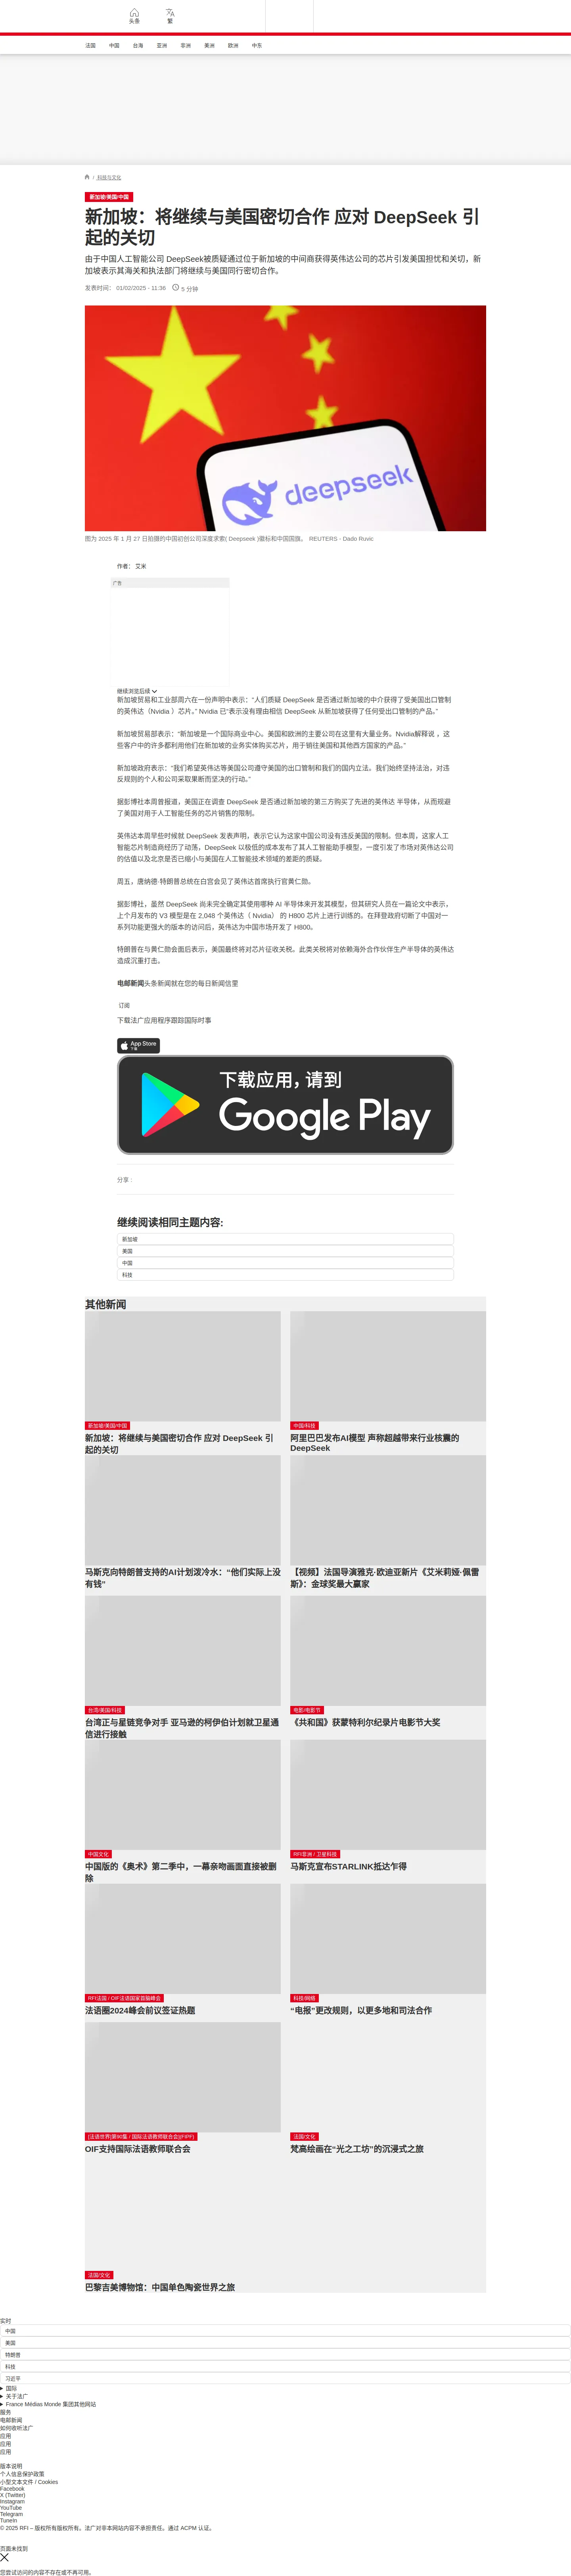 头条
繁
法国 中国 台海 亚洲 非洲 美洲 欧洲 中东
科技与文化
新加坡/美国/中国
新加坡：将继续与美国密切合作 应对 DeepSeek 引
起的关切
由于中国人工智能公司 DeepSeek被质疑通过位于新加坡的中间商获得英伟达公司的芯片引发美国担忧和关切，新
加坡表示其海关和执法部门将继续与美国同行密切合作。
发表时间： 01/02/2025 - 11:36 5 分钟
deepseek
图为 2025 年 1 月 27 日拍摄的中国初创公司深度求索( Deepseek )徽标和中国国旗。 REUTERS - Dado Ruvic
作者： 艾米
广告
继续浏览后续
新加坡贸易和工业部周六在一份声明中表示：“人们质疑 DeepSeek 是否通过新加坡的中介获得了受美国出口管制
的英伟达（Nvidia ）芯片。” Nvidia 已“表示没有理由相信 DeepSeek 从新加坡获得了任何受出口管制的产品。”
新加坡贸易部表示：“新加坡是一个国际商业中心。美国和欧洲的主要公司在这里有大量业务。Nvidia解释说 ，这
些客户中的许多都利用他们在新加坡的业务实体购买芯片，用于销往美国和其他西方国家的产品。”
新加坡政府表示：“我们希望英伟达等美国公司遵守美国的出口管制和我们的国内立法。我们始终坚持法治，对违
反规则的个人和公司采取果断而坚决的行动。”
据彭博社本周曾报道，美国正在调查 DeepSeek 是否通过新加坡的第三方购买了先进的英伟达 半导体，从而规避
了美国对用于人工智能任务的芯片销售的限制。
英伟达本周早些时候就 DeepSeek 发表声明，表示它认为这家中国公司没有违反美国的限制。但本周，这家人工
智能芯片制造商经历了动荡，DeepSeek 以极低的成本发布了其人工智能助手模型，一度引发了市场对英伟达公司
的估值以及北京是否已缩小与美国在人工智能技术领域的差距的质疑。
周五，唐纳德·特朗普总统在白宫会见了英伟达首席执行官黄仁勋。
据彭博社，虽然 DeepSeek 尚未完全确定其使用哪种 AI 半导体来开发其模型，但其研究人员在一篇论文中表示，
上个月发布的 V3 模型是在 2,048 个英伟达（ Nvidia） 的 H800 芯片上进行训练的。在拜登政府切断了中国对一
系列功能更强大的版本的访问后，英伟达为中国市场开发了 H800。
特朗普在与黄仁勋会面后表示，美国最终将对芯片征收关税。此类关税将对依赖海外合作伙伴生产半导体的英伟达
造成沉重打击。
电邮新闻头条新闻就在您的每日新闻信里
订阅
下载法广应用程序跟踪国际时事
App Store
下载
下载应用，请到
Google Play
分享 :
继续阅读相同主题内容:
新加坡
美国
中国
科技
其他新闻
新加坡/美国/中国
新加坡：将继续与美国密切合作 应对 DeepSeek 引
起的关切
中国/科技
阿里巴巴发布AI模型 声称超越带来行业核震的
DeepSeek
马斯克向特朗普支持的AI计划泼冷水：“他们实际上没
有钱”
【视频】法国导演雅克·欧迪亚新片《艾米莉娅·佩雷
斯》：金球奖最大赢家
台湾/美国/科技
台湾正与星链竞争对手 亚马逊的柯伊伯计划就卫星通
信进行接触
电影/电影节
《共和国》获蒙特利尔纪录片电影节大奖
中国文化
中国版的《奥术》第二季中，一幕亲吻画面直接被删
除
RFI非洲 / 卫星科技
马斯克宣布STARLINK抵达乍得
RFI法国 / OIF法语国家首脑峰会
法语圈2024峰会前议签证热题
科技/网络
“电报”更改规则，以更多地和司法合作
[法语世界]第90集 / 国际法语教师联合会](FIPF)
OIF支持国际法语教师联合会
法国/文化
梵高绘画在“光之工坊”的沉浸式之旅
法国/文化
巴黎吉美博物馆：中国单色陶瓷世界之旅
实时
中国
美国
特朗普
科技
习近平
国际
关于法广
France Médias Monde 集团其他网站
服务
电邮新闻
如何收听法广
应用
应用
应用
版本说明
个人信息保护政策
小型文本文件 / Cookies
Facebook
X (Twitter)
Instagram
YouTube
Telegram
TuneIn
© 2025 RFI – 版权所有版权所有。法广对非本网站内容不承担责任。通过 ACPM 认证。
页面未找到
您尝试访问的内容不存在或不再可用。